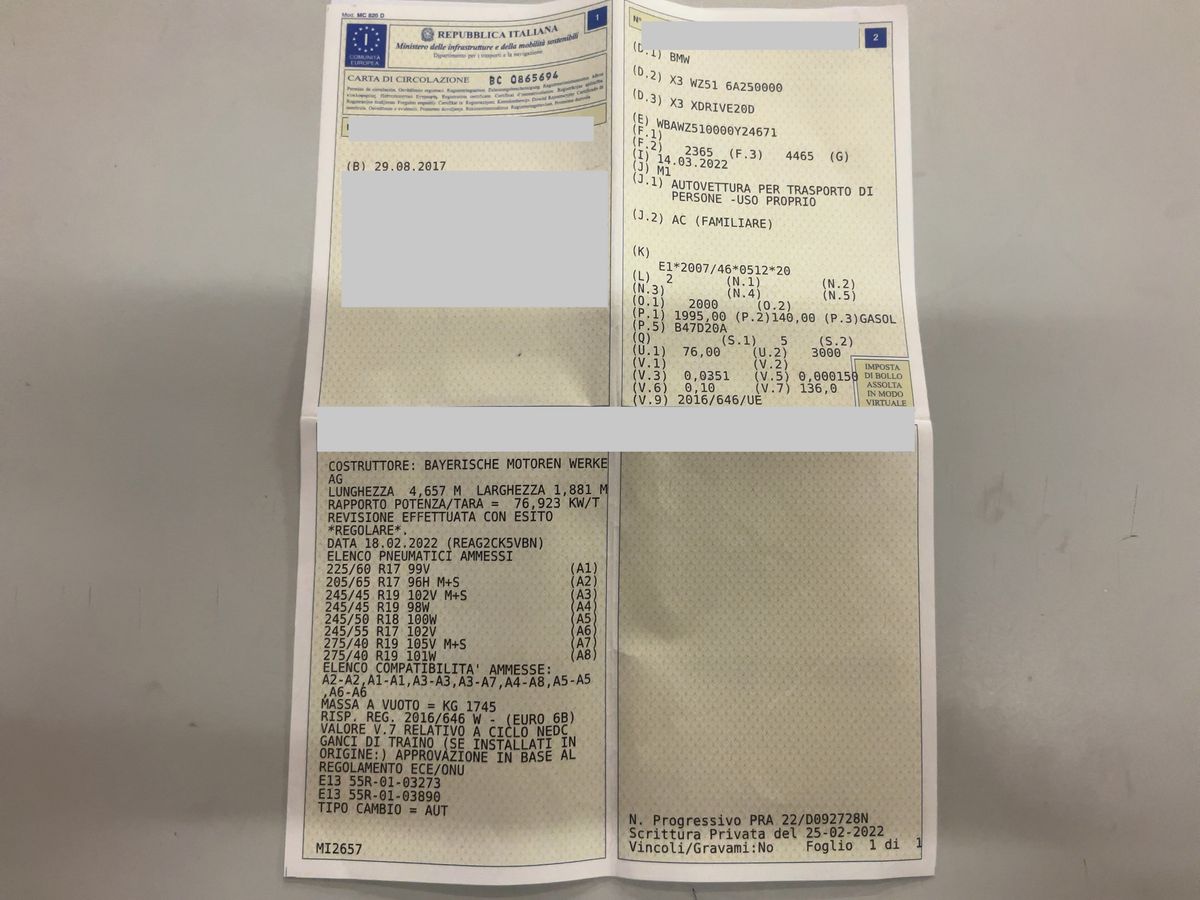 Mod. MC 820 D
1
I
COMUNITÀ
EUROPEA
REPUBBLICA ITALIANA
Ministero delle infrastrutture e della mobilità sostenibili
Dipartimento per i trasporti e la navigazione
CARTA DI CIRCOLAZIONE BC 0865694
(B) 29.08.2017
N°
2
(D.1) BMW
(D.2) X3 WZ51 6A250000
(D.3) X3 XDRIVE20D
(E) WBAWZ510000Y24671
(F.1)
(F.2) 2365 (F.3) 4465 (G)
(I) 14.03.2022
(J) M1
(J.1) AUTOVETTURA PER TRASPORTO DI
PERSONE -USO PROPRIO
(J.2) AC (FAMILIARE)
(K)
E1*2007/46*0512*20
(L) 2 (N.1) (N.2)
(N.3) (N.4) (N.5)
(O.1) 2000 (O.2)
(P.1) 1995,00 (P.2)140,00 (P.3)GASOL
(P.5) B47D20A
(Q) (S.1) 5 (S.2)
(U.1) 76,00 (U.2) 3000
(V.1) (V.2)
(V.3) 0,0351 (V.5) 0,000150
(V.6) 0,10 (V.7) 136,0
(V.9) 2016/646/UE
IMPOSTA
DI BOLLO
ASSOLTA
IN MODO
VIRTUALE
COSTRUTTORE: BAYERISCHE MOTOREN WERKE
AG
LUNGHEZZA 4,657 M LARGHEZZA 1,881 M
RAPPORTO POTENZA/TARA = 76,923 KW/T
REVISIONE EFFETTUATA CON ESITO
*REGOLARE*.
DATA 18.02.2022 (REAG2CK5VBN)
ELENCO PNEUMATICI AMMESSI
225/60 R17 99V (A1)
205/65 R17 96H M+S (A2)
245/45 R19 102V M+S (A3)
245/45 R19 98W (A4)
245/50 R18 100W (A5)
245/55 R17 102V (A6)
275/40 R19 105V M+S (A7)
275/40 R19 101W (A8)
ELENCO COMPATIBILITA' AMMESSE:
A2-A2,A1-A1,A3-A3,A3-A7,A4-A8,A5-A5
,A6-A6
MASSA A VUOTO = KG 1745
RISP. REG. 2016/646 W - (EURO 6B)
VALORE V.7 RELATIVO A CICLO NEDC
GANCI DI TRAINO (SE INSTALLATI IN
ORIGINE:) APPROVAZIONE IN BASE AL
REGOLAMENTO ECE/ONU
E13 55R-01-03273
E13 55R-01-03890
TIPO CAMBIO = AUT
MI2657
N. Progressivo PRA 22/D092728N
Scrittura Privata del 25-02-2022
Vincoli/Gravami:No Foglio 1 di 1